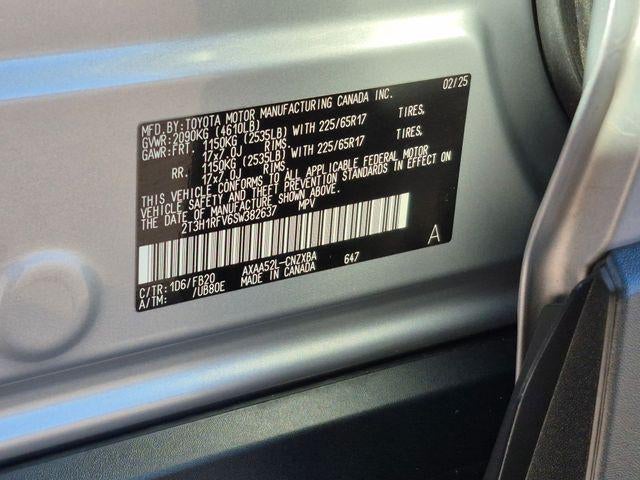 MFD.BY:TOYOTA MOTOR MANUFACTURING CANADA INC. 02/25
GVWR:2090KG (4610LB)
GAWR:FRT. 1150KG (2535LB) WITH 225/65R17 TIRES,
17x7.0J RIMS.
RR. 1150KG (2535LB) WITH 225/65R17 TIRES,
17x7.0J RIMS.
THIS VEHICLE CONFORMS TO ALL APPLICABLE FEDERAL MOTOR
VEHICLE SAFETY AND THEFT PREVENTION STANDARDS IN EFFECT ON
THE DATE OF MANUFACTURE SHOWN ABOVE.
2T3H1RFV6SW382637 MPV
C/TR: 1D6/FB20 AXAA52L-CNZXBA 647 A
A/TM: /UB80E MADE IN CANADA